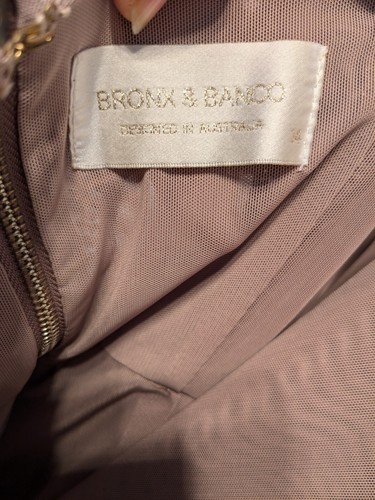 BRONX & BANCO
DESIGNED IN AUSTRALIA